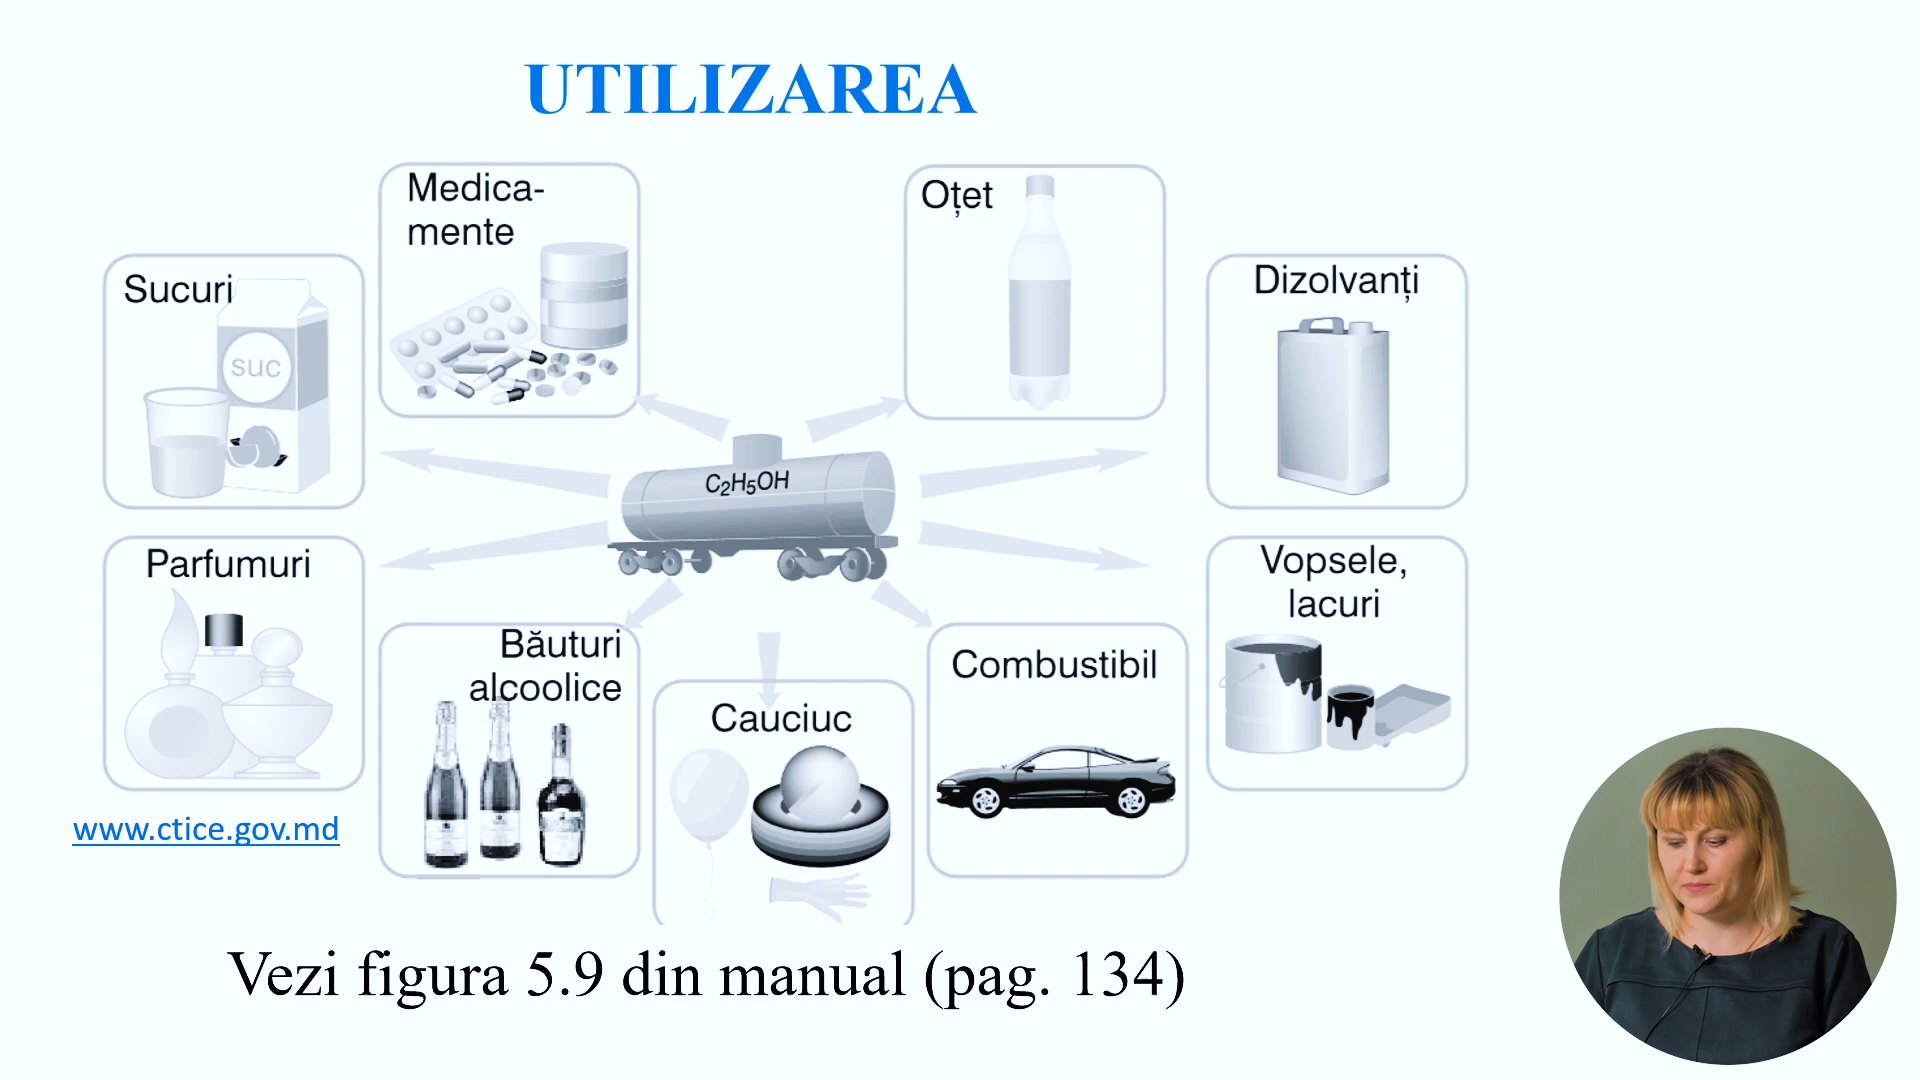 UTILIZAREA
Medica-
mente
Oțet
Sucuri
suc
Dizolvanți
C₂H₅OH
Parfumuri
Vopsele,
lacuri
Băuturi
alcoolice
Combustibil
Cauciuc
www.ctice.gov.md
Vezi figura 5.9 din manual (pag. 134)